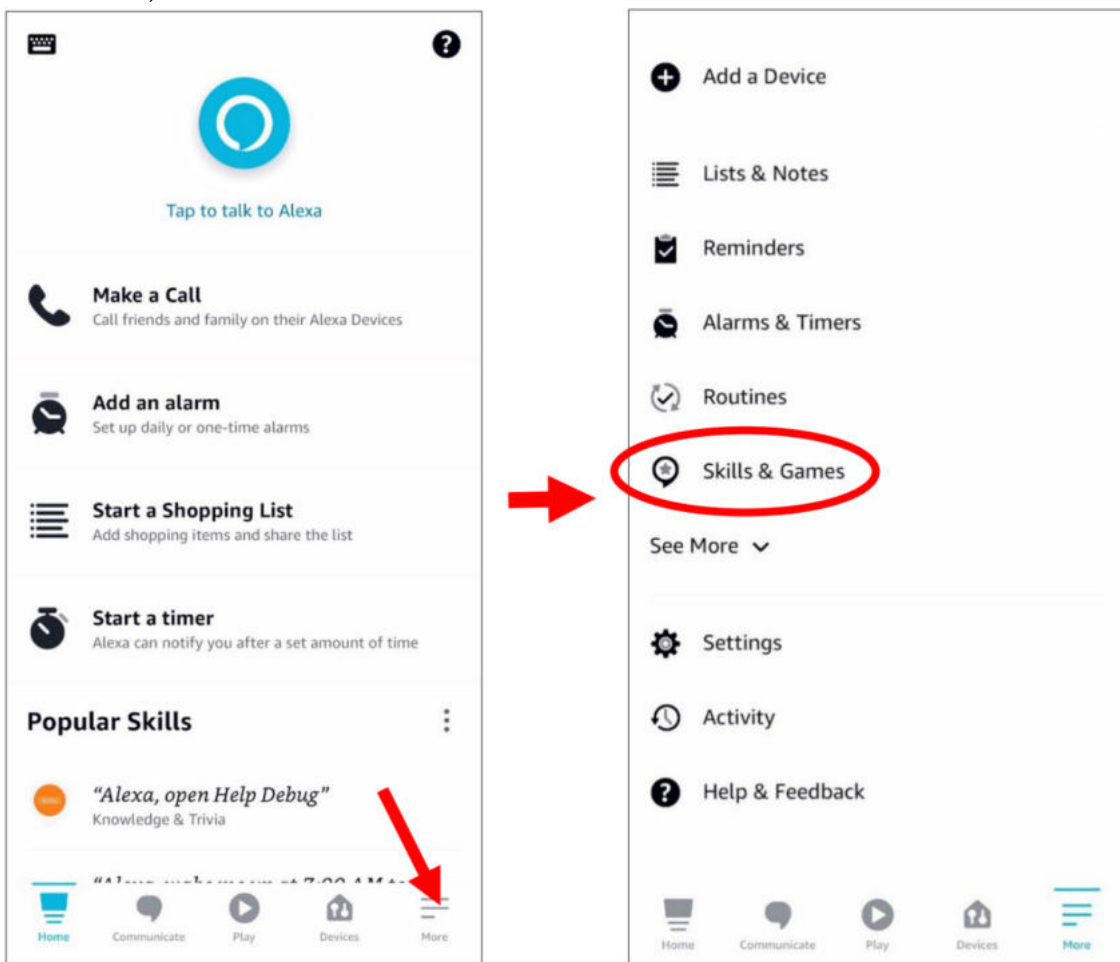 Tap to talk to Alexa
Make a Call
Call friends and family on their Alexa Devices
Add an alarm
Set up daily or one-time alarms
Start a Shopping List
Add shopping items and share the list
Start a timer
Alexa can notify you after a set amount of time
Popular Skills
“Alexa, open Help Debug”
Knowledge & Trivia
Home
Communicate
Play
Devices
More
Add a Device
Lists & Notes
Reminders
Alarms & Timers
Routines
Skills & Games
See More
Settings
Activity
Help & Feedback
Home
Communicate
Play
Devices
More